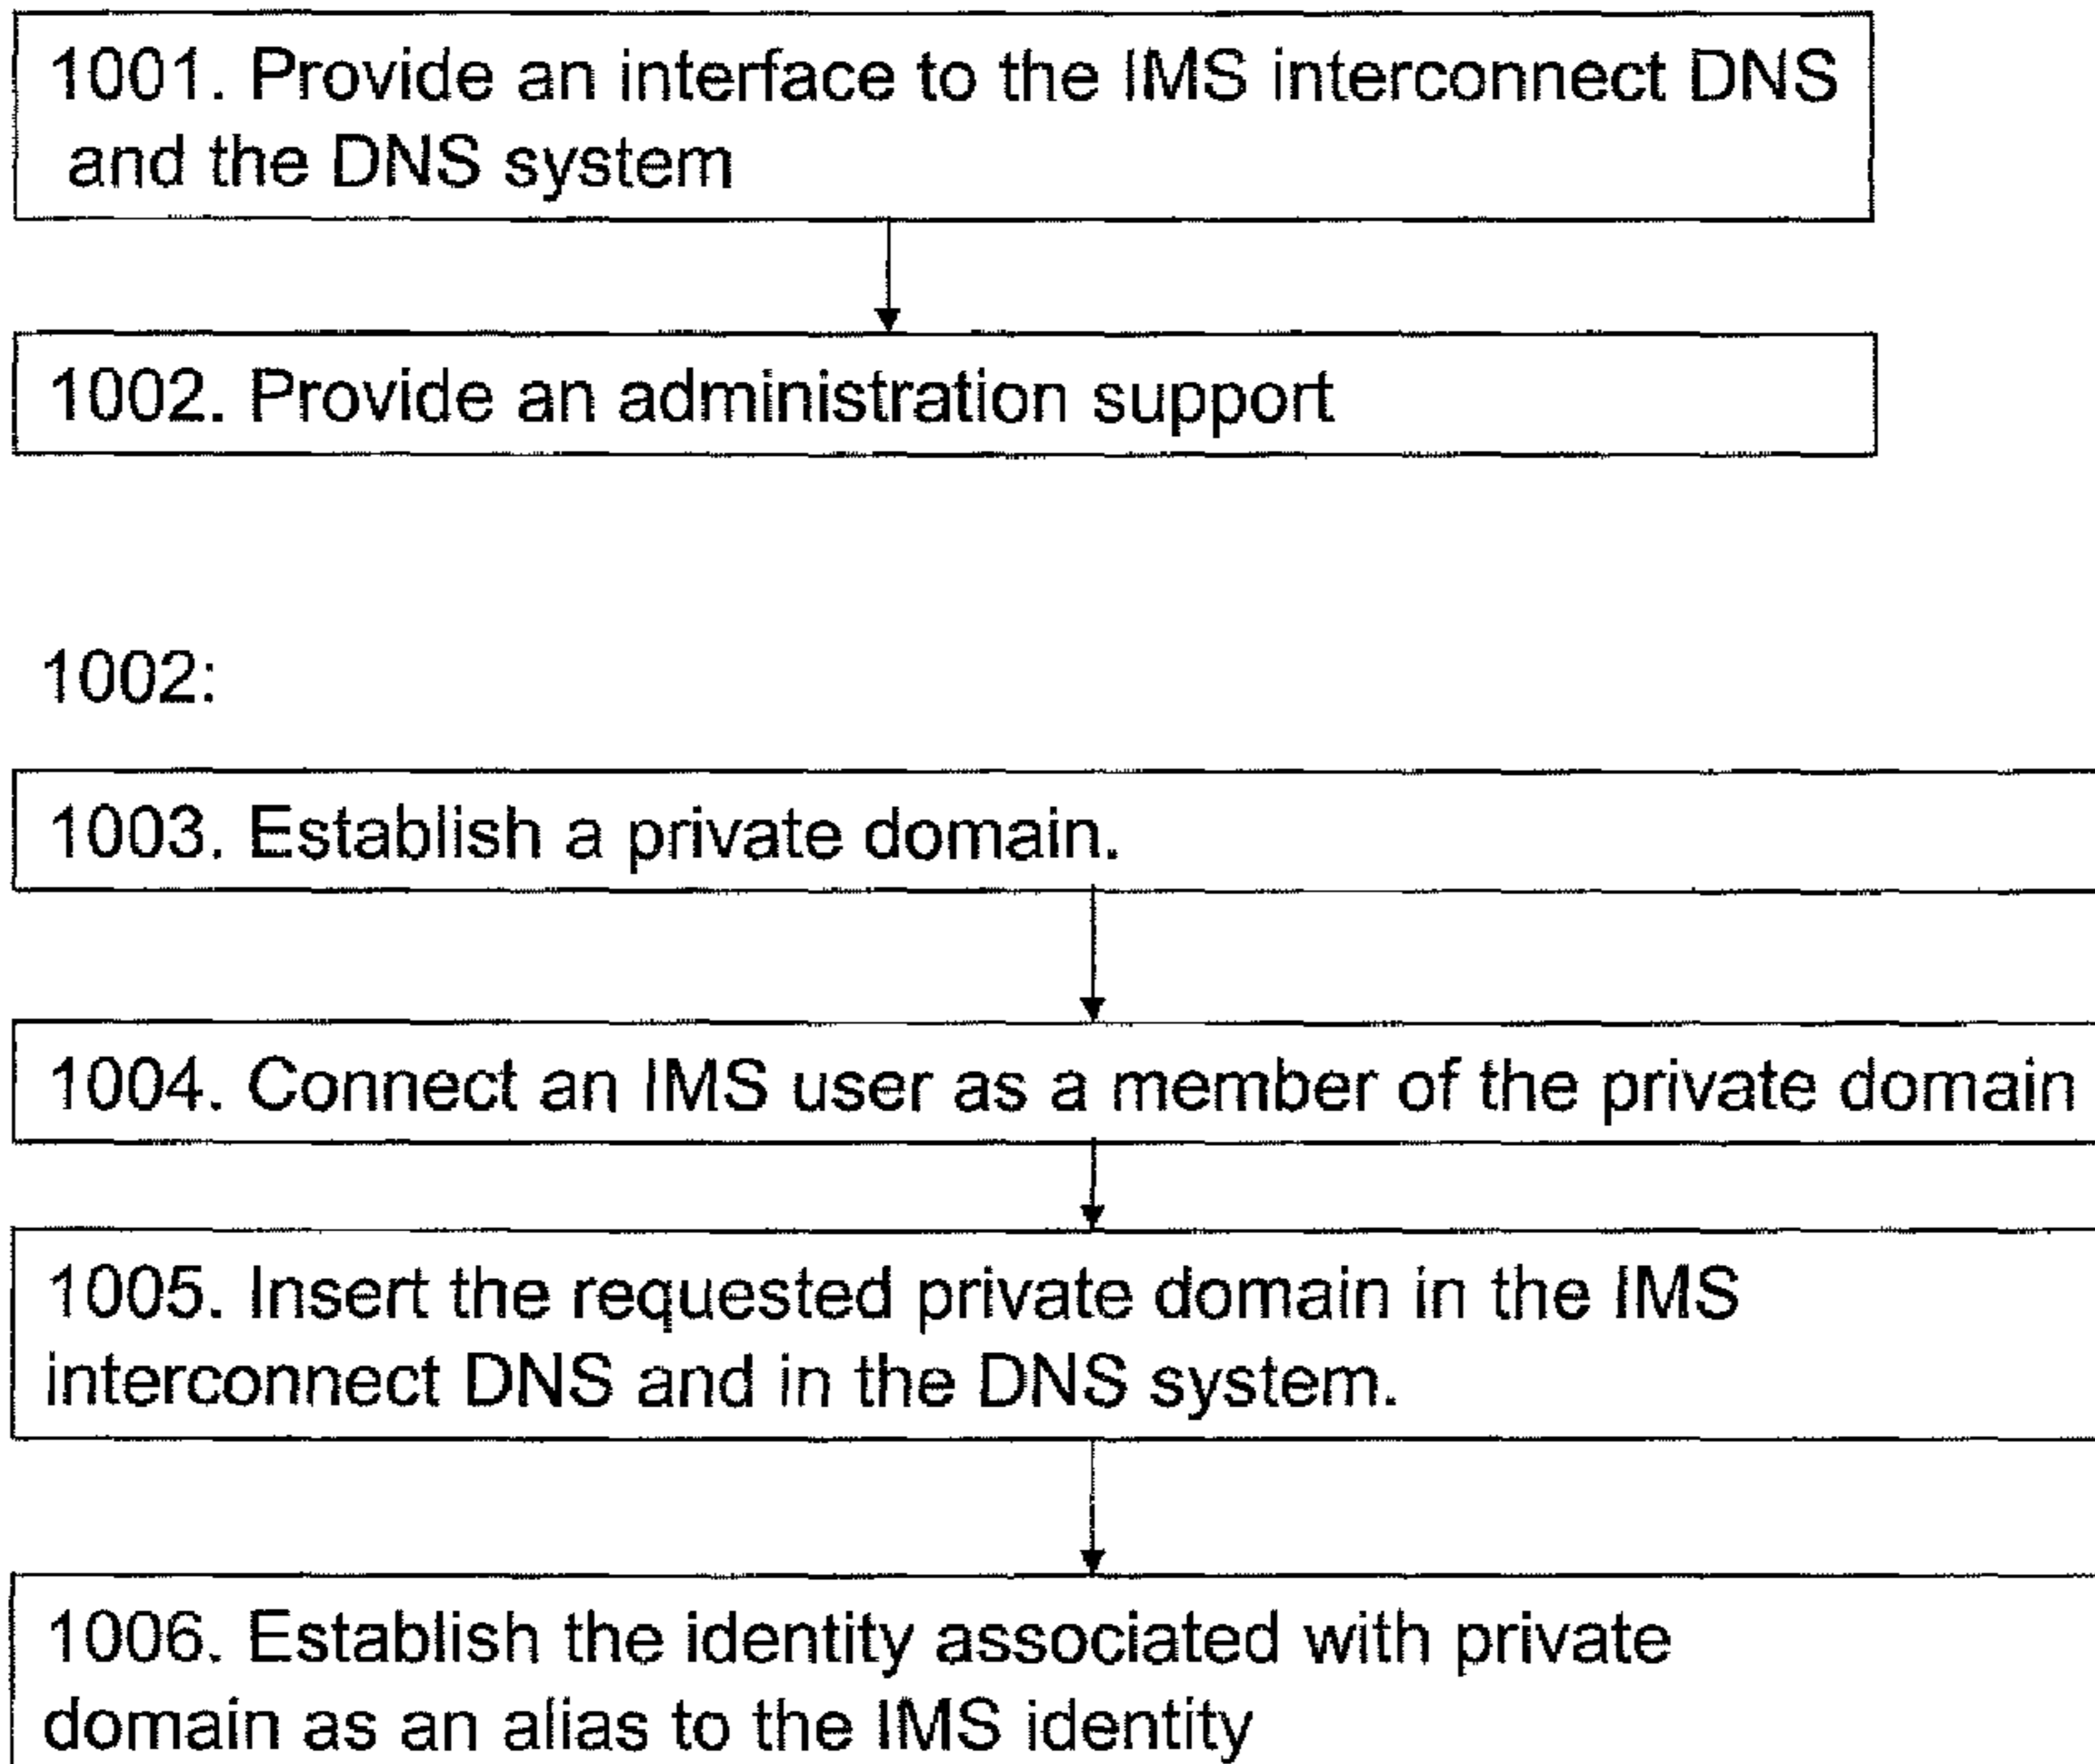 1001. Provide an interface to the IMS interconnect DNS
and the DNS system
1002. Provide an administration support
1002:
1003. Establish a private domain.
1004. Connect an IMS user as a member of the private domain
1005. Insert the requested private domain in the IMS
interconnect DNS and in the DNS system.
1006. Establish the identity associated with private
domain as an alias to the IMS identity